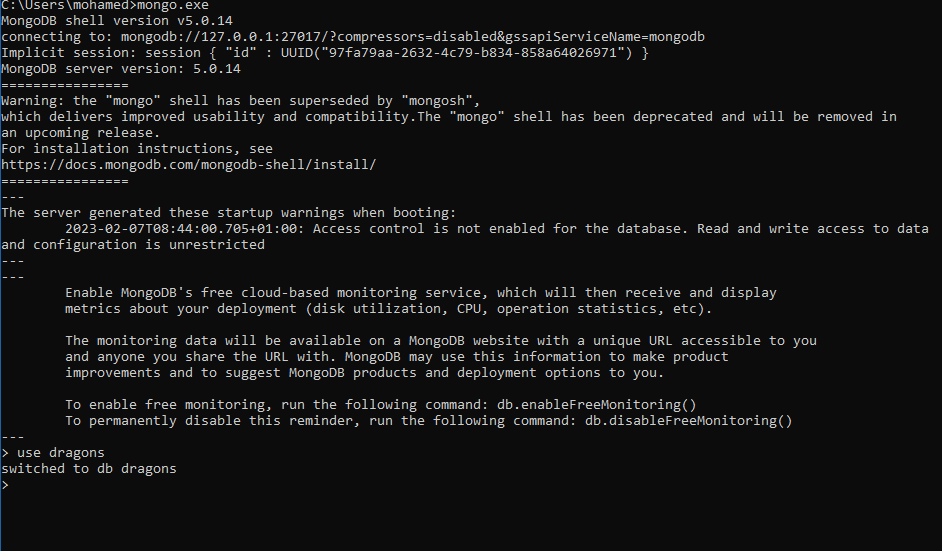 C:\Users\mohamed>mongo.exe
MongoDB shell version v5.0.14
connecting to: mongodb://127.0.0.1:27017/?compressors=disabled&gssapiServiceName=mongodb
Implicit session: session { "id" : UUID("97fa79aa-2632-4c79-b834-858a64026971") }
MongoDB server version: 5.0.14
================
Warning: the "mongo" shell has been superseded by "mongosh",
which delivers improved usability and compatibility.The "mongo" shell has been deprecated and will be removed in
an upcoming release.
For installation instructions, see
https://docs.mongodb.com/mongodb-shell/install/
================
---
The server generated these startup warnings when booting:
        2023-02-07T08:44:00.705+01:00: Access control is not enabled for the database. Read and write access to data
and configuration is unrestricted
---
---
        Enable MongoDB's free cloud-based monitoring service, which will then receive and display
        metrics about your deployment (disk utilization, CPU, operation statistics, etc).

        The monitoring data will be available on a MongoDB website with a unique URL accessible to you
        and anyone you share the URL with. MongoDB may use this information to make product
        improvements and to suggest MongoDB products and deployment options to you.

        To enable free monitoring, run the following command: db.enableFreeMonitoring()
        To permanently disable this reminder, run the following command: db.disableFreeMonitoring()
---
> use dragons
switched to db dragons
>